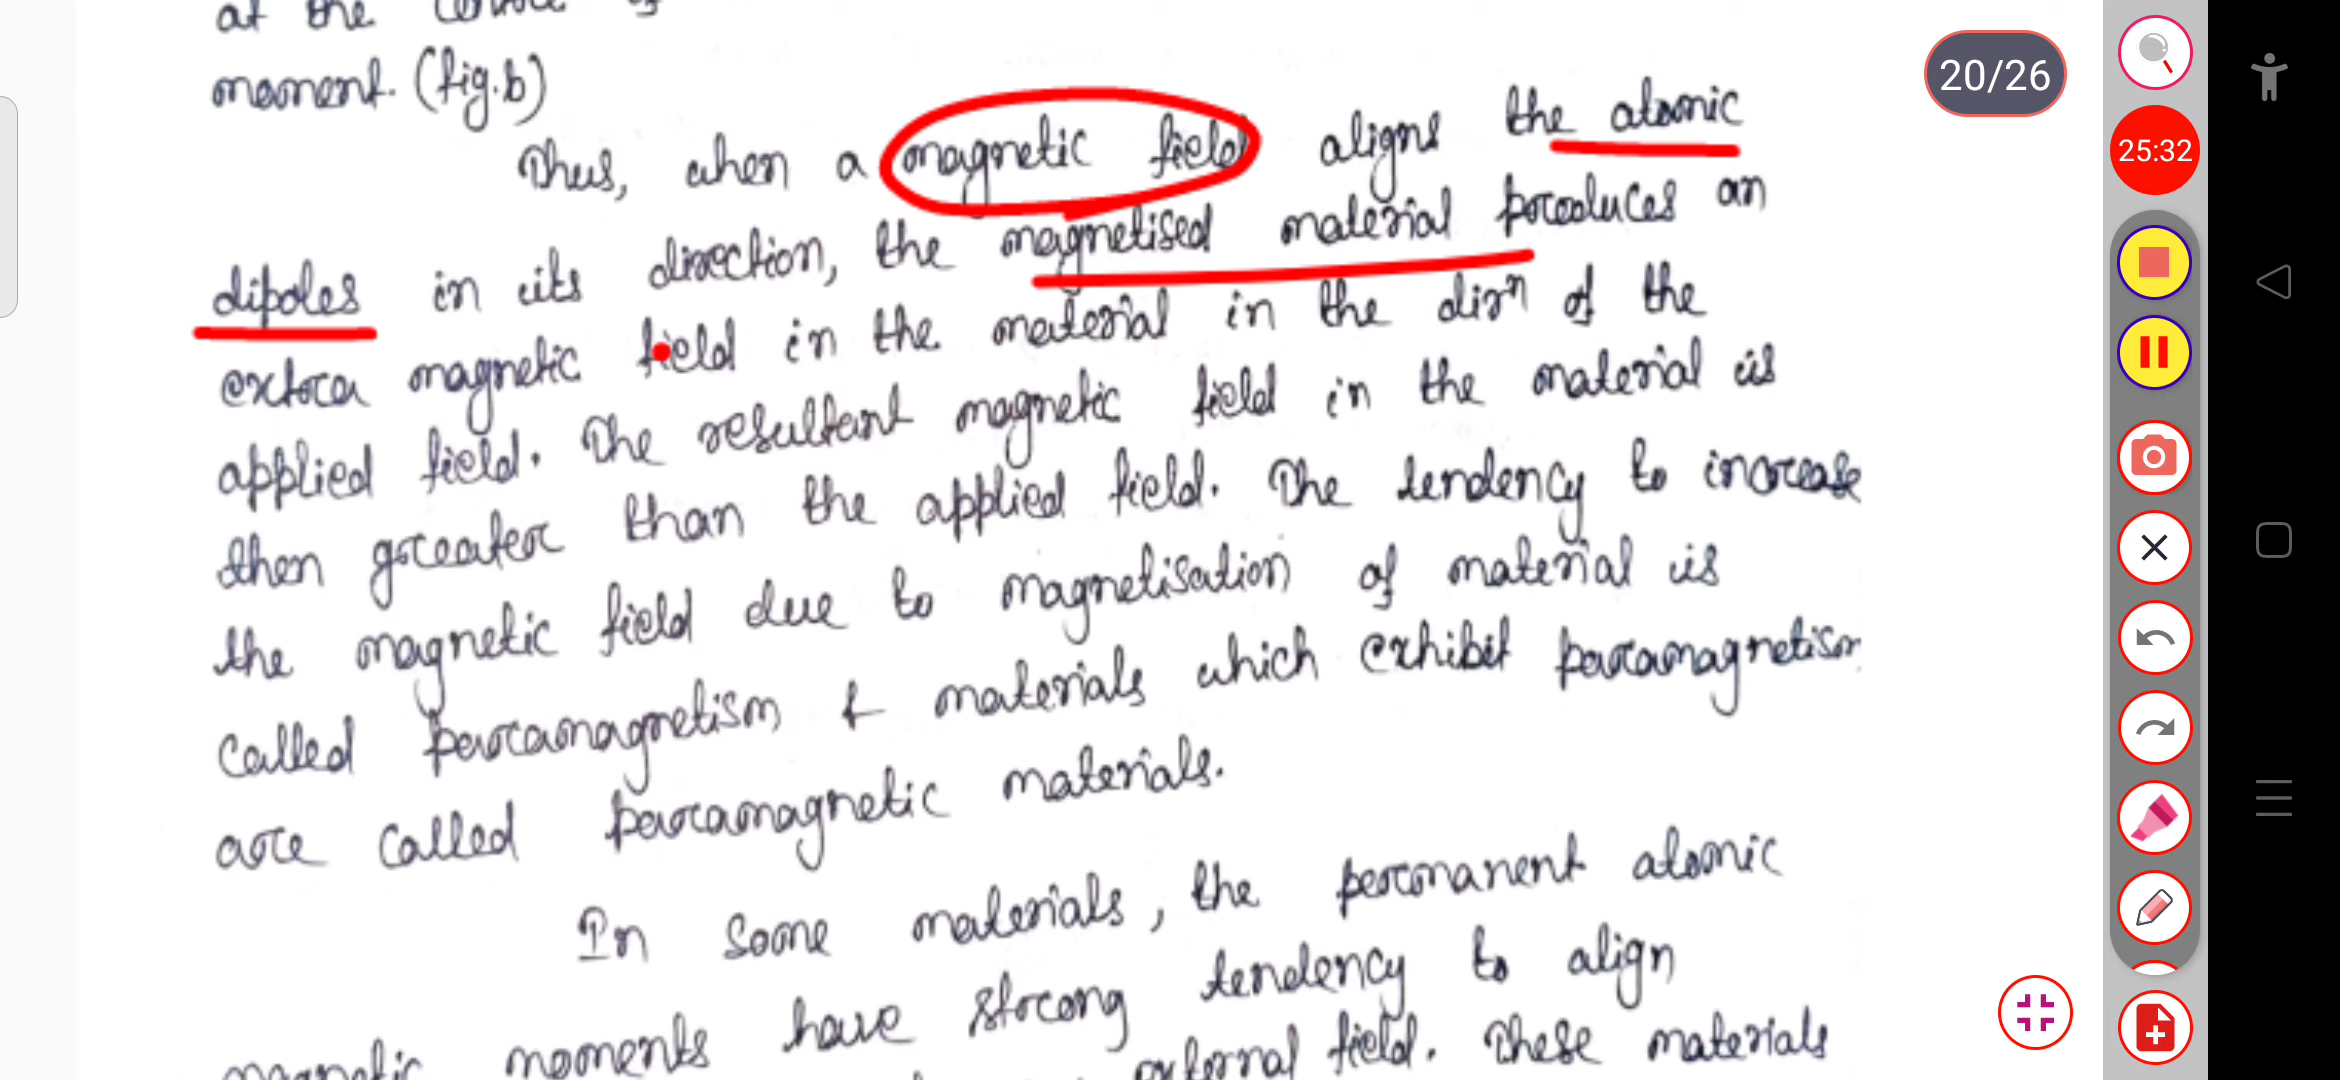 at the
moment. (fig.b)
20/26
Thus, when a magnetic field aligns the atomic
25:32
dipoles in its direction, the magnetised material produces an
extra magnetic field in the material in the dirn of the
applied field. The resultant magnetic field in the material is
then greater than the applied field. The tendency to increase
the magnetic field due to magnetisation of material is
called paramagnetism & materials which exhibit paramagnetism
are called paramagnetic materials.
In some materials, the permanent atomic
magnetic moments have strong tendency to align
external field. These materials